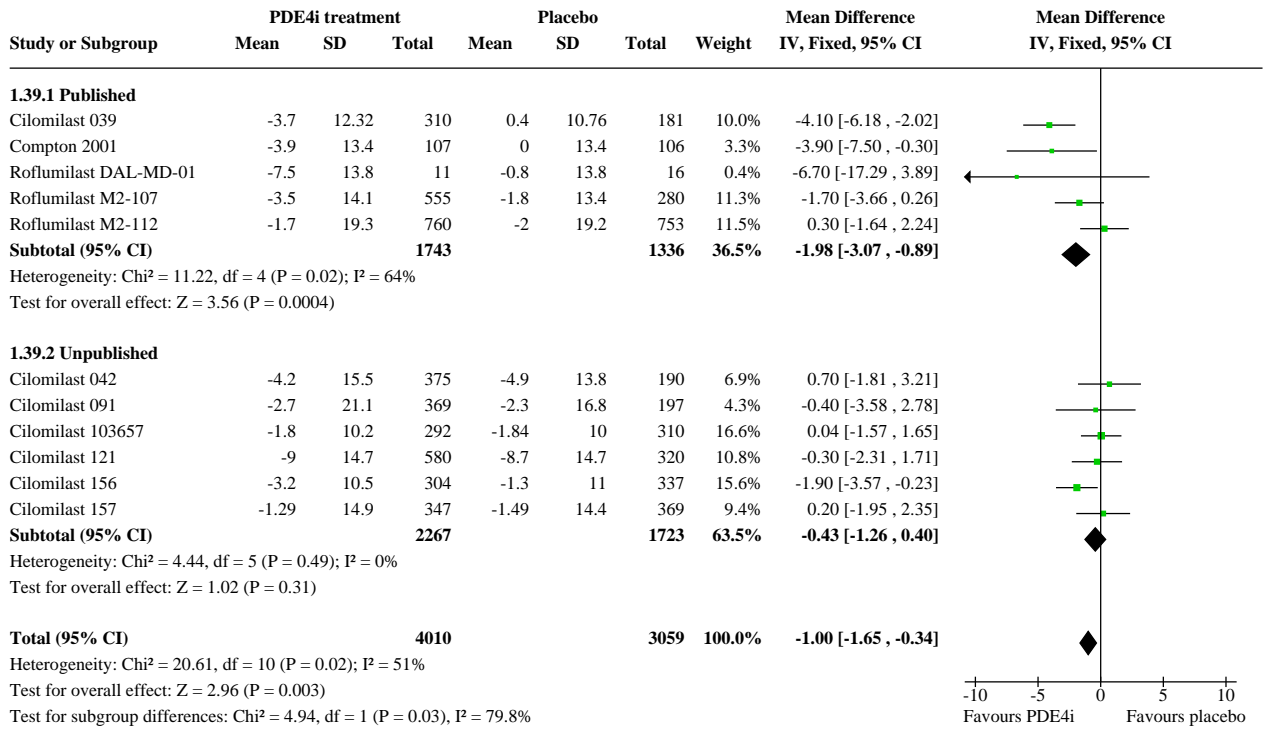 PDE4i treatment Placebo Mean Difference Mean Difference
Study or Subgroup Mean SD Total Mean SD Total Weight IV, Fixed, 95% CI IV, Fixed, 95% CI
1.39.1 Published
Cilomilast 039 -3.7 12.32 310 0.4 10.76 181 10.0% -4.10 [-6.18 , -2.02]
Compton 2001 -3.9 13.4 107 0 13.4 106 3.3% -3.90 [-7.50 , -0.30]
Roflumilast DAL-MD-01 -7.5 13.8 11 -0.8 13.8 16 0.4% -6.70 [-17.29 , 3.89]
Roflumilast M2-107 -3.5 14.1 555 -1.8 13.4 280 11.3% -1.70 [-3.66 , 0.26]
Roflumilast M2-112 -1.7 19.3 760 -2 19.2 753 11.5% 0.30 [-1.64 , 2.24]
Subtotal (95% CI) 1743 1336 36.5% -1.98 [-3.07 , -0.89]
Heterogeneity: Chi² = 11.22, df = 4 (P = 0.02); I² = 64%
Test for overall effect: Z = 3.56 (P = 0.0004)
1.39.2 Unpublished
Cilomilast 042 -4.2 15.5 375 -4.9 13.8 190 6.9% 0.70 [-1.81 , 3.21]
Cilomilast 091 -2.7 21.1 369 -2.3 16.8 197 4.3% -0.40 [-3.58 , 2.78]
Cilomilast 103657 -1.8 10.2 292 -1.84 10 310 16.6% 0.04 [-1.57 , 1.65]
Cilomilast 121 -9 14.7 580 -8.7 14.7 320 10.8% -0.30 [-2.31 , 1.71]
Cilomilast 156 -3.2 10.5 304 -1.3 11 337 15.6% -1.90 [-3.57 , -0.23]
Cilomilast 157 -1.29 14.9 347 -1.49 14.4 369 9.4% 0.20 [-1.95 , 2.35]
Subtotal (95% CI) 2267 1723 63.5% -0.43 [-1.26 , 0.40]
Heterogeneity: Chi² = 4.44, df = 5 (P = 0.49); I² = 0%
Test for overall effect: Z = 1.02 (P = 0.31)
Total (95% CI) 4010 3059 100.0% -1.00 [-1.65 , -0.34]
Heterogeneity: Chi² = 20.61, df = 10 (P = 0.02); I² = 51%
Test for overall effect: Z = 2.96 (P = 0.003)
Test for subgroup differences: Chi² = 4.94, df = 1 (P = 0.03), I² = 79.8%
-10 -5 0 5 10
Favours PDE4i Favours placebo